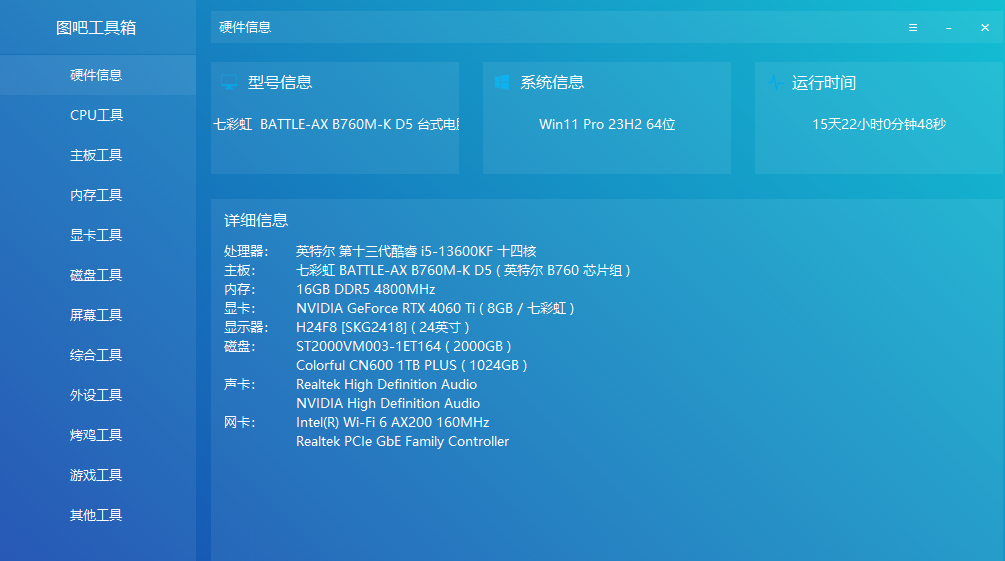 图吧工具箱
硬件信息
CPU工具
主板工具
内存工具
显卡工具
磁盘工具
屏幕工具
综合工具
外设工具
烤鸡工具
游戏工具
其他工具
硬件信息
型号信息
七彩虹 BATTLE-AX B760M-K D5 台式电
系统信息
Win11 Pro 23H2 64位
运行时间
15天22小时0分钟48秒
详细信息
处理器: 英特尔 第十三代酷睿 i5-13600KF 十四核
主板: 七彩虹 BATTLE-AX B760M-K D5 ( 英特尔 B760 芯片组 )
内存: 16GB DDR5 4800MHz
显卡: NVIDIA GeForce RTX 4060 Ti ( 8GB / 七彩虹 )
显示器: H24F8 [SKG2418] ( 24英寸 )
磁盘: ST2000VM003-1ET164 ( 2000GB )
Colorful CN600 1TB PLUS ( 1024GB )
声卡: Realtek High Definition Audio
NVIDIA High Definition Audio
网卡: Intel(R) Wi-Fi 6 AX200 160MHz
Realtek PCIe GbE Family Controller